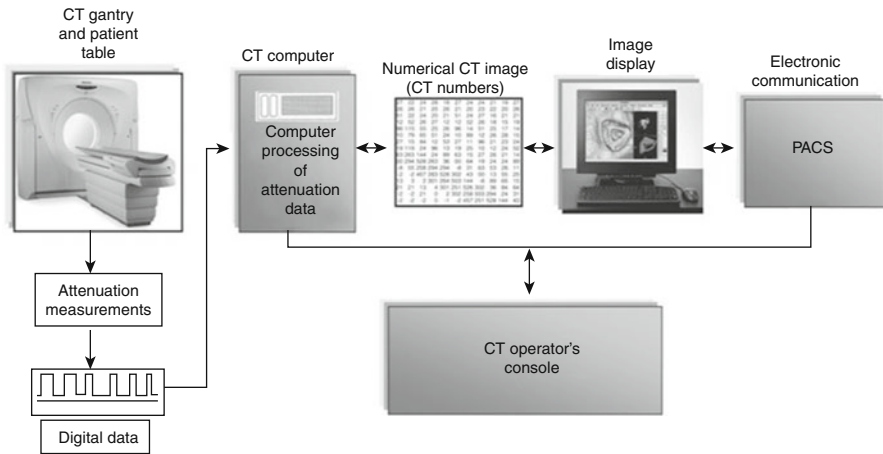 CT gantry
and patient
table
CT computer
Numerical CT image
(CT numbers)
Image
display
Electronic
communication
Computer
processing
of
attenuation
data
PACS
Attenuation
measurements
CT operator's
console
Digital data